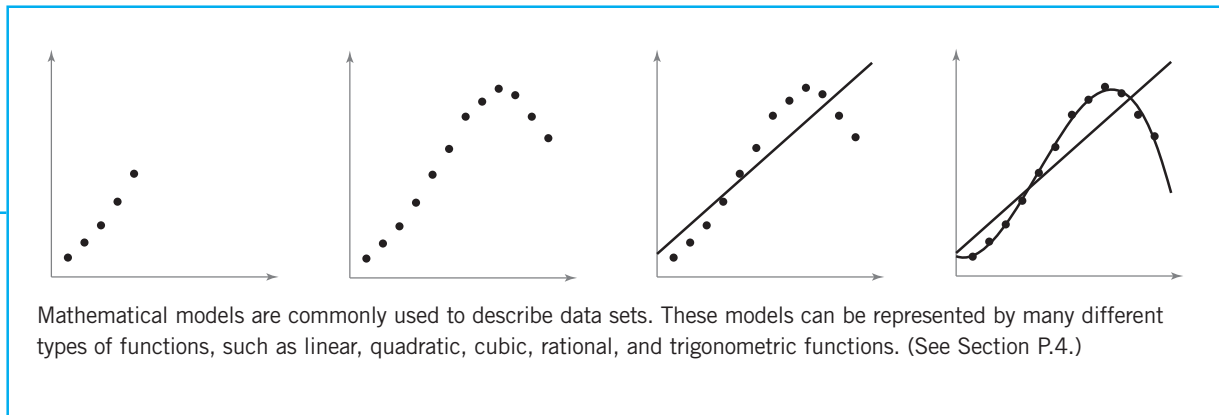 Mathematical models are commonly used to describe data sets. These models can be represented by many different
types of functions, such as linear, quadratic, cubic, rational, and trigonometric functions. (See Section P.4.)